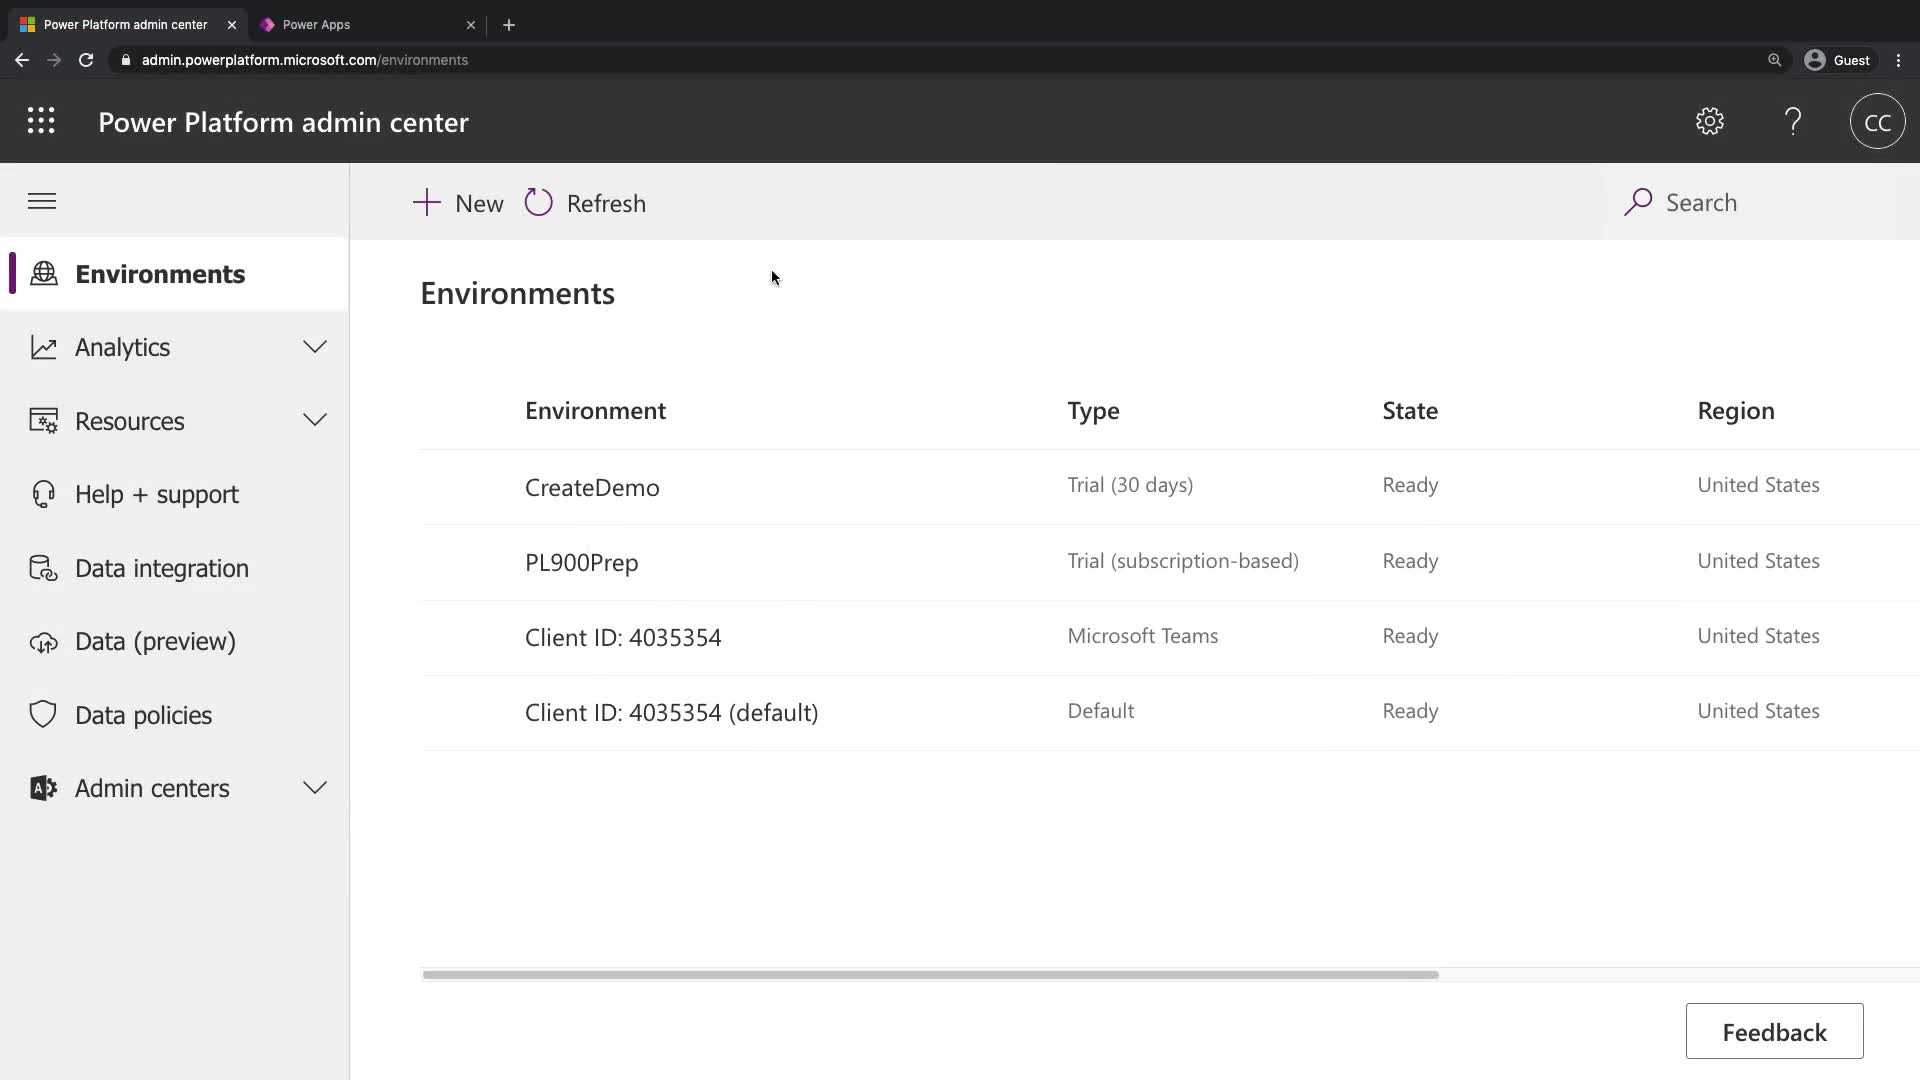 Power Platform admin center
Power Apps
admin.powerplatform.microsoft.com/environments
Guest
Power Platform admin center
CC
New
Refresh
Search
Environments
Analytics
Resources
Help + support
Data integration
Data (preview)
Data policies
Admin centers
Environments
Environment Type State Region
CreateDemo Trial (30 days) Ready United States
PL900Prep Trial (subscription-based) Ready United States
Client ID: 4035354 Microsoft Teams Ready United States
Client ID: 4035354 (default) Default Ready United States
Feedback